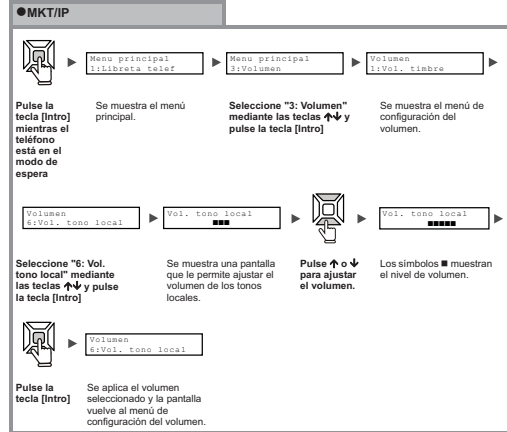 ●MKT/IP
Menu principal
1:Libreta telef
Menu principal
3:Volumen
Volumen
1:Vol. timbre
Pulse la
tecla [Intro]
mientras el
teléfono
está en el
modo de
espera
Se muestra el menú
principal.
Seleccione "3: Volumen"
mediante las teclas ↑↓ y
pulse la tecla [Intro]
Se muestra el menú de
configuración del
volumen.
Volumen
6:Vol. tono local
Vol. tono local
■■■
Vol. tono local
■■■■■
Seleccione "6: Vol.
tono local" mediante
las teclas ↑↓ y pulse
la tecla [Intro]
Se muestra una pantalla
que le permite ajustar el
volumen de los tonos
locales.
Pulse ↑ o ↓
para ajustar
el volumen.
Los símbolos ■ muestran
el nivel de volumen.
Volumen
6:Vol. tono local
Pulse la
tecla [Intro]
Se aplica el volumen
seleccionado y la pantalla
vuelve al menú de
configuración del volumen.